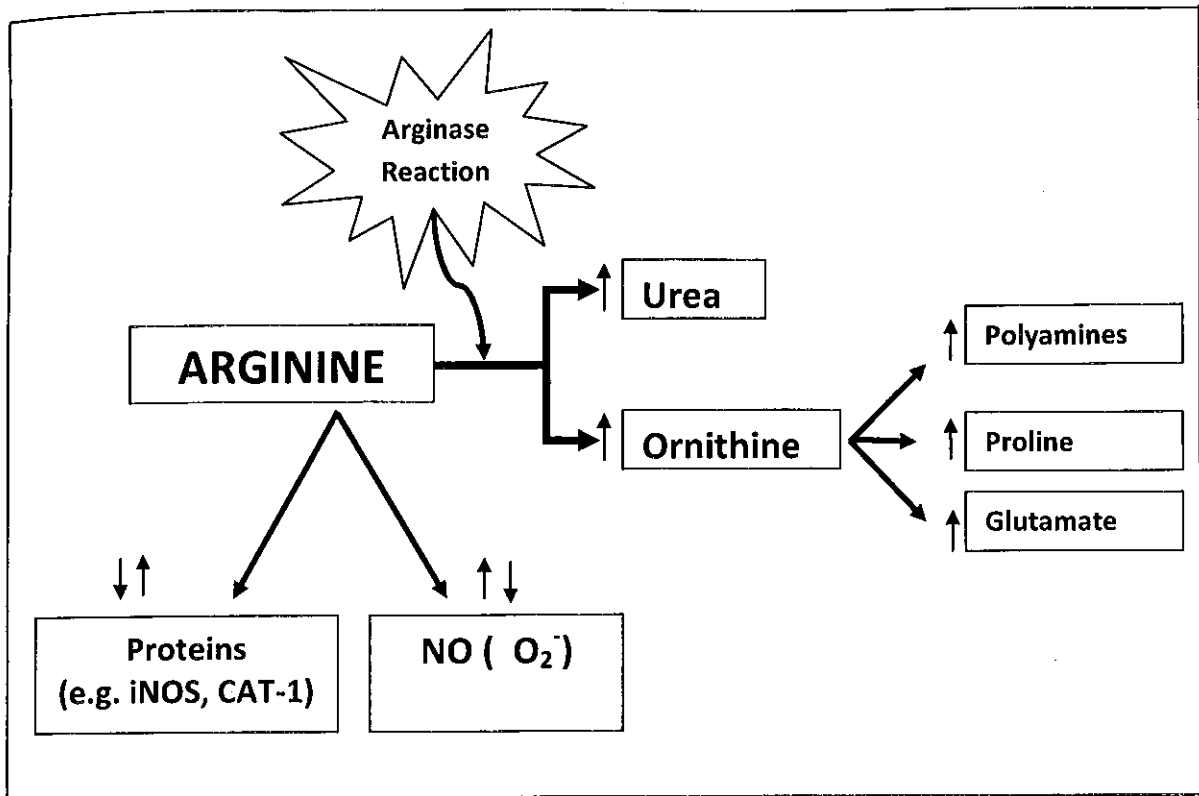 Arginase
Reaction
Urea
ARGININE
Polyamines
Ornithine
Proline
Glutamate
Proteins
(e.g. iNOS, CAT-1)
NO ( O₂⁻)